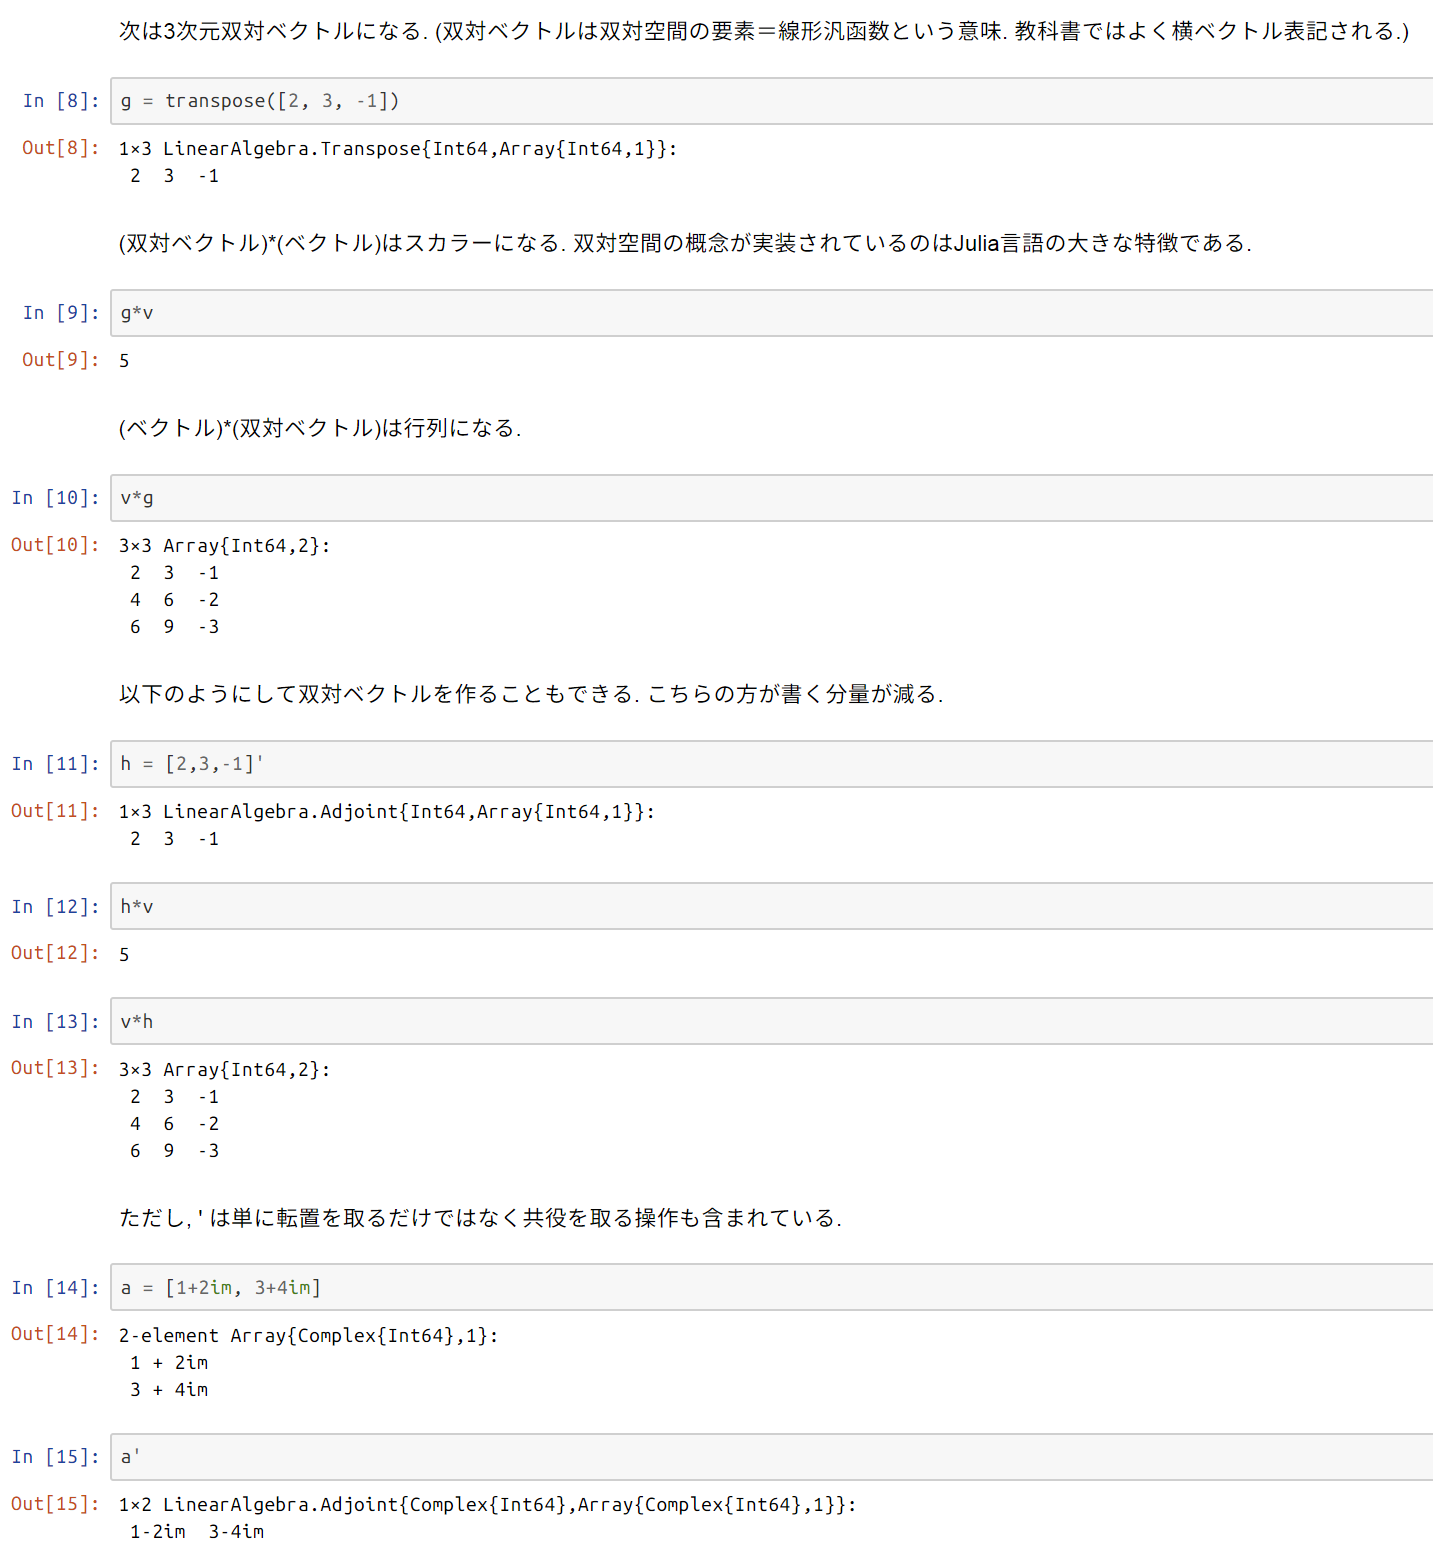 次は3次元双対ベクトルになる. (双対ベクトルは双対空間の要素＝線形汎函数という意味. 教科書ではよく横ベクトル表記される.)
In [8]: g = transpose([2, 3, -1])
Out[8]: 1×3 LinearAlgebra.Transpose{Int64,Array{Int64,1}}:
2  3  -1
(双対ベクトル)*(ベクトル)はスカラーになる. 双対空間の概念が実装されているのはJulia言語の大きな特徴である.
In [9]: g*v
Out[9]: 5
(ベクトル)*(双対ベクトル)は行列になる.
In [10]: v*g
Out[10]: 3×3 Array{Int64,2}:
2  3  -1
4  6  -2
6  9  -3
以下のようにして双対ベクトルを作ることもできる. こちらの方が書く分量が減る.
In [11]: h = [2,3,-1]'
Out[11]: 1×3 LinearAlgebra.Adjoint{Int64,Array{Int64,1}}:
2  3  -1
In [12]: h*v
Out[12]: 5
In [13]: v*h
Out[13]: 3×3 Array{Int64,2}:
2  3  -1
4  6  -2
6  9  -3
ただし, ' は単に転置を取るだけではなく共役を取る操作も含まれている.
In [14]: a = [1+2im, 3+4im]
Out[14]: 2-element Array{Complex{Int64},1}:
1 + 2im
3 + 4im
In [15]: a'
Out[15]: 1×2 LinearAlgebra.Adjoint{Complex{Int64},Array{Complex{Int64},1}}:
1-2im  3-4im